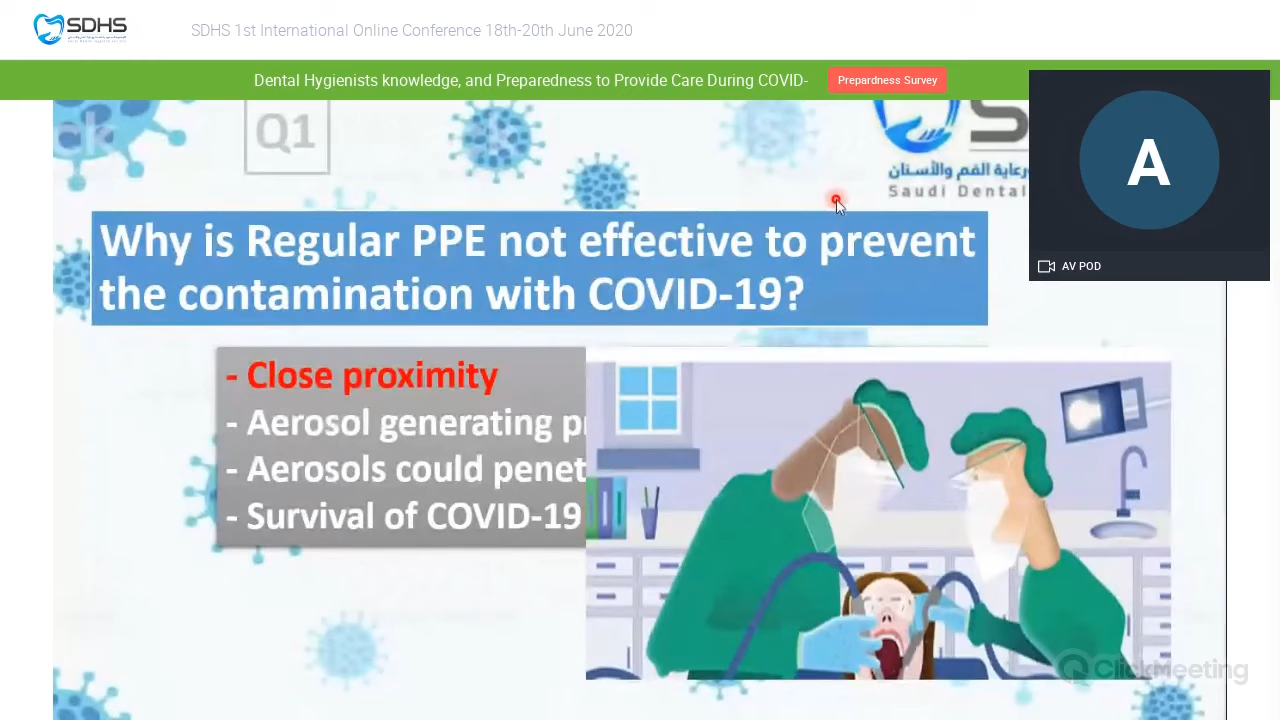 SDHS
SDHS 1st International Online Conference 18th-20th June 2020
Dental Hygienists knowledge, and Preparedness to Provide Care During COVID-
Prepardness Survey
ck
Q1
S
A
لرعاية الفم والأسنان
Saudi Dental
AV POD
Why is Regular PPE not effective to prevent
the contamination with COVID-19?
- Close proximity
- Aerosol generating
- Aerosols could
- Survival of COVID-19
ClickMeeting